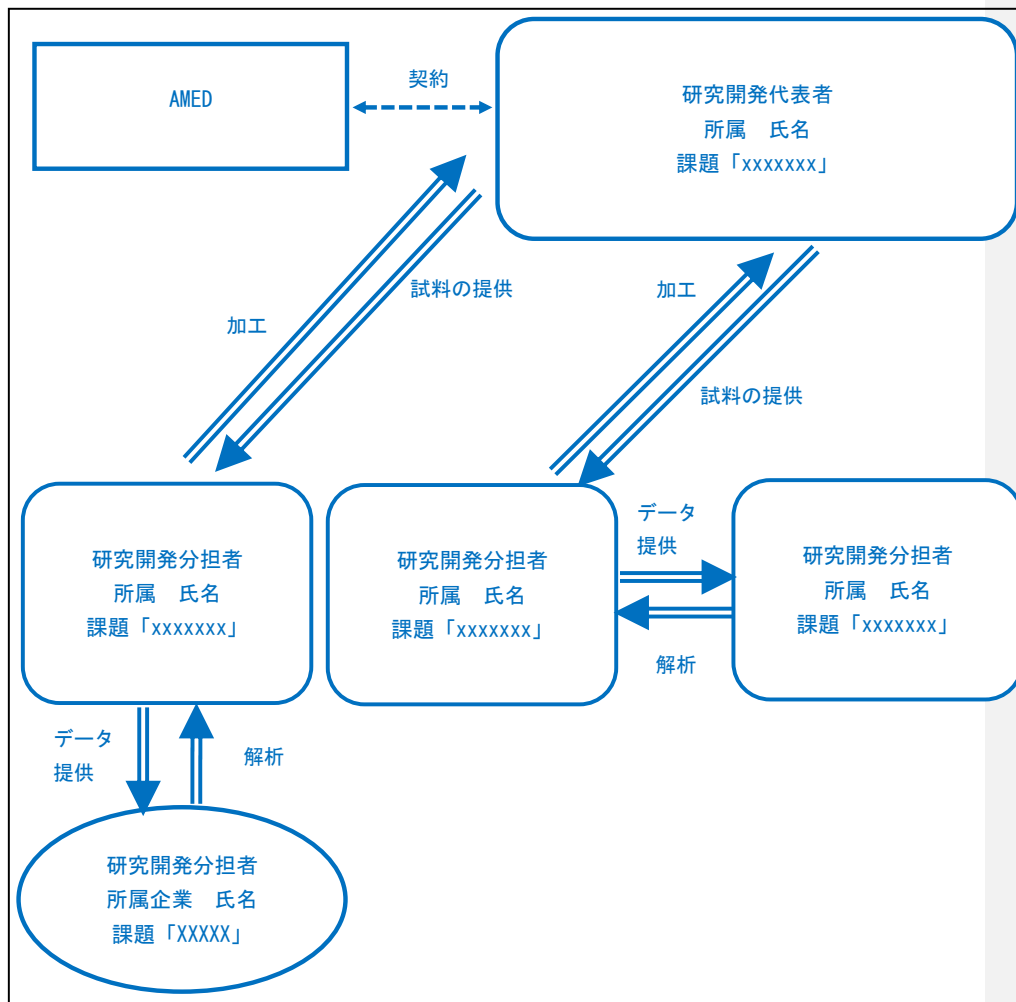 AMED
契約
研究開発代表者
所属　氏名
課題「xxxxxxx」
加工
試料の提供
加工
試料の提供
研究開発分担者
所属　氏名
課題「xxxxxxx」
研究開発分担者
所属　氏名
課題「xxxxxxx」
データ
提供
解析
研究開発分担者
所属　氏名
課題「xxxxxxx」
データ
提供
解析
研究開発分担者
所属企業　氏名
課題「XXXXX」